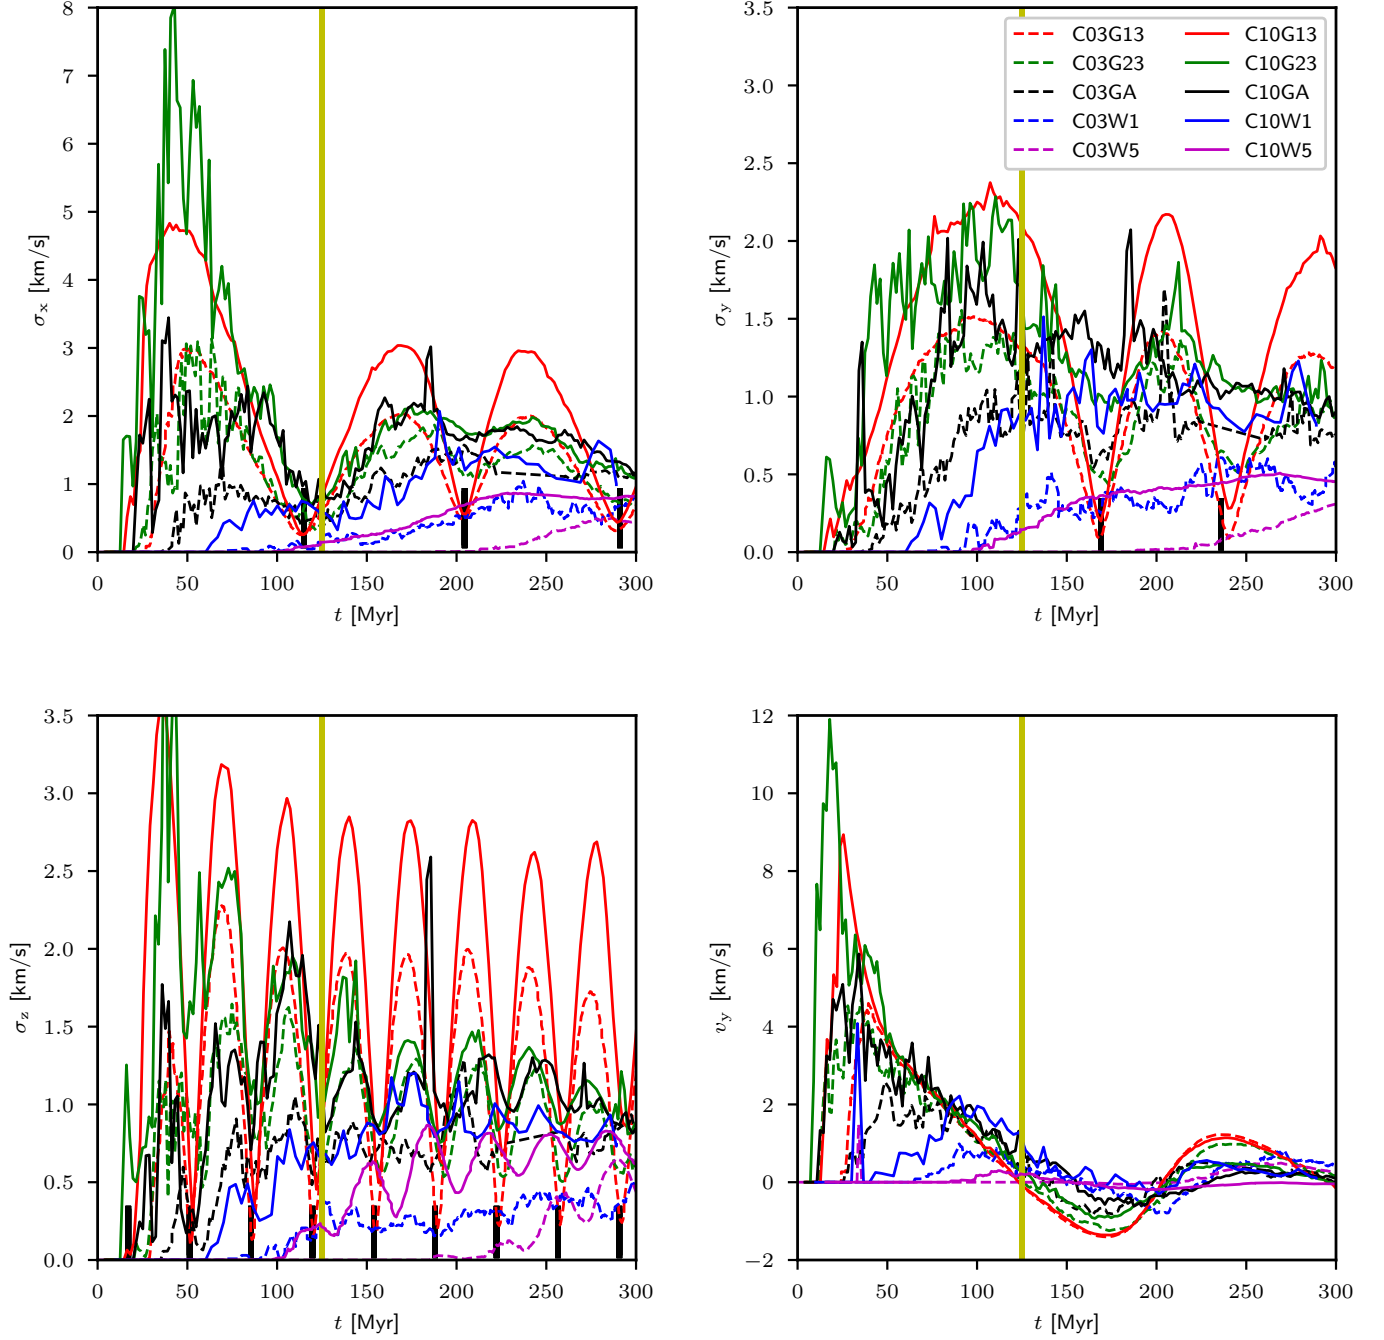 8
7
6
5
4
3
2
1
0
σx [km/s]
0 50 100 150 200 250 300
t [Myr]
3.5
3.0
2.5
2.0
1.5
1.0
0.5
0.0
σy [km/s]
0 50 100 150 200 250 300
t [Myr]
C03G13 C10G13
C03G23 C10G23
C03GA C10GA
C03W1 C10W1
C03W5 C10W5
3.5
3.0
2.5
2.0
1.5
1.0
0.5
0.0
σz [km/s]
0 50 100 150 200 250 300
t [Myr]
12
10
8
6
4
2
0
−2
vy [km/s]
0 50 100 150 200 250 300
t [Myr]